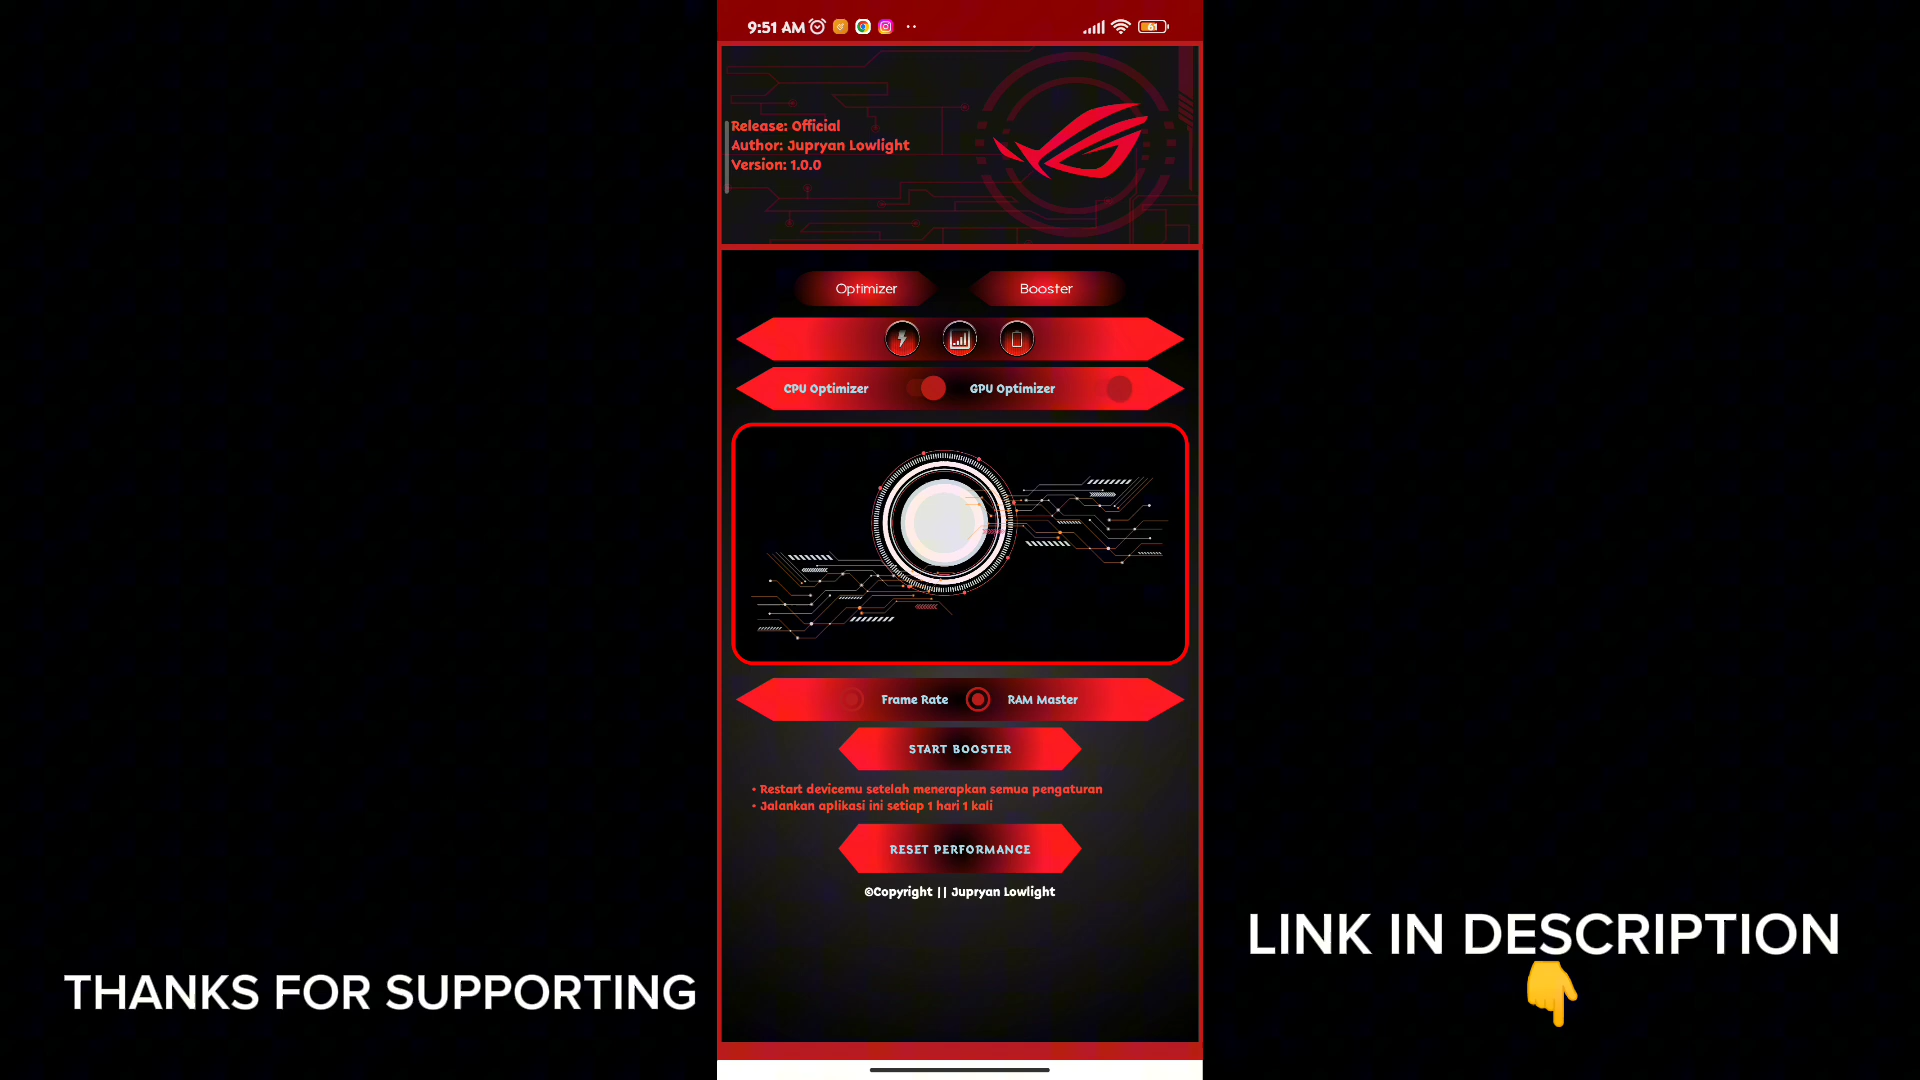 9:51 AM
61
Release: Official
Author: Jupryan Lowlight
Version: 1.0.0
Optimizer
Booster
CPU Optimizer
GPU Optimizer
Frame Rate
RAM Master
START BOOSTER
• Restart devicemu setelah menerapkan semua pengaturan
• Jalankan aplikasi ini setiap 1 hari 1 kali
RESET PERFORMANCE
©Copyright || Jupryan Lowlight
THANKS FOR SUPPORTING
LINK IN DESCRIPTION